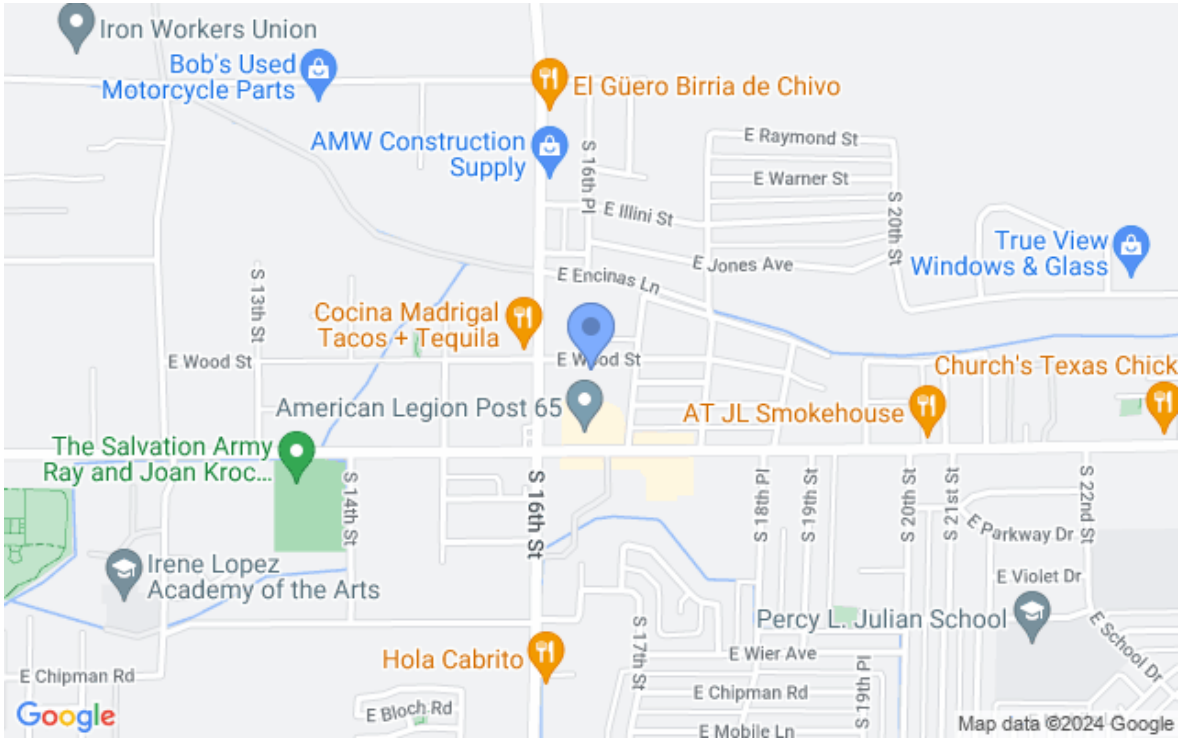 Iron Workers Union
Bob's Used
Motorcycle Parts
El Güero Birria de Chivo
AMW Construction
Supply
S 16th Pl
E Raymond St
E Warner St
E Illini St
S 20th St
True View
Windows & Glass
E Jones Ave
E Encinas Ln
S 13th St
Cocina Madrigal
Tacos + Tequila
E Wood St
E Wood St
Church's Texas Chick
American Legion Post 65
AT JL Smokehouse
The Salvation Army
Ray and Joan Kroc...
S 14th St
S 16th St
S 18th Pl
S 19th St
S 20th St
S 21st St
S 22nd St
E Parkway Dr
Irene Lopez
Academy of the Arts
E Violet Dr
Percy L. Julian School
E School Dr
S 17th St
Hola Cabrito
E Wier Ave
E Chipman Rd
E Chipman Rd
S 19th Pl
E Bloch Rd
E Mobile Ln
Google
Map data ©2024 Google